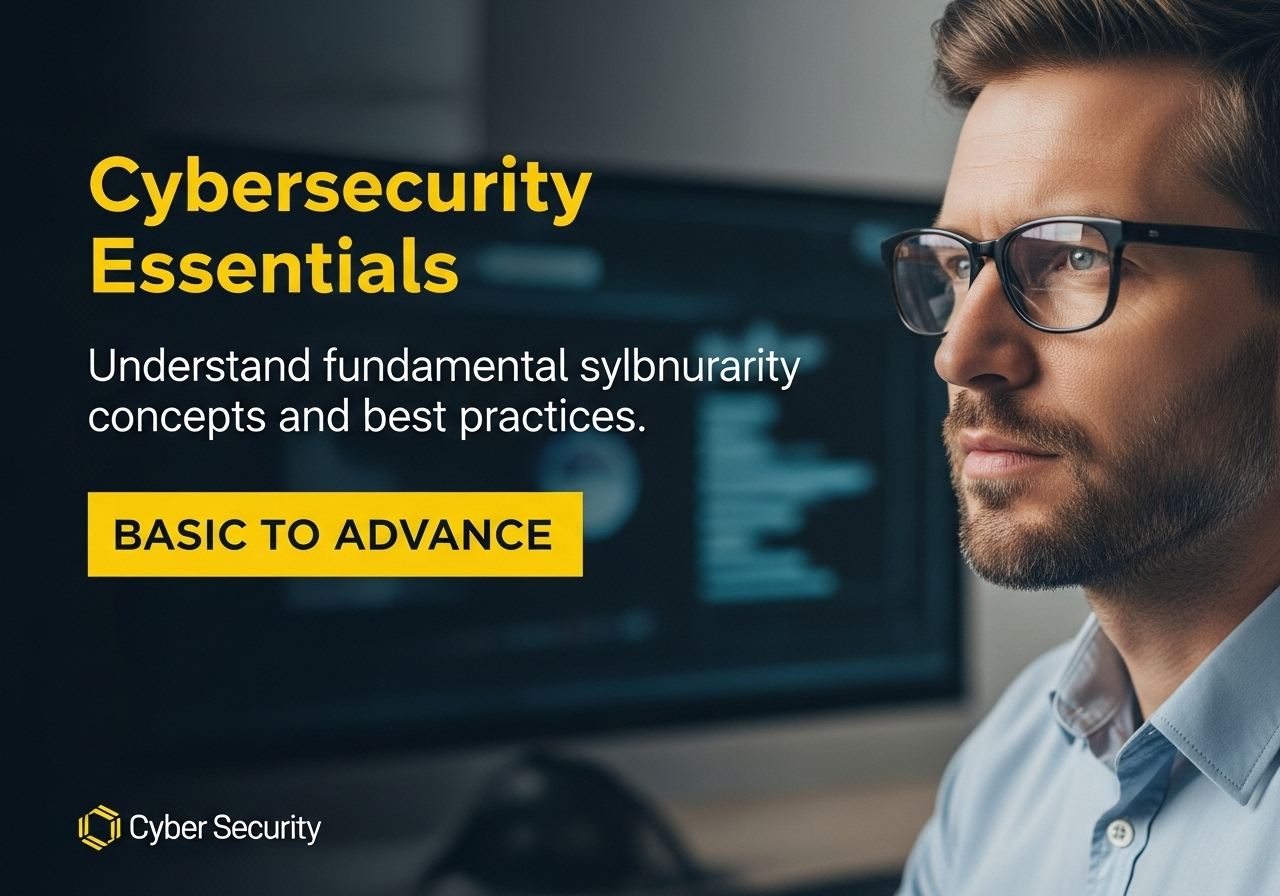 Cybersecurity
Essentials
Understand fundamental sylbnurarity
concepts and best practices.
BASIC TO ADVANCE
Cyber Security